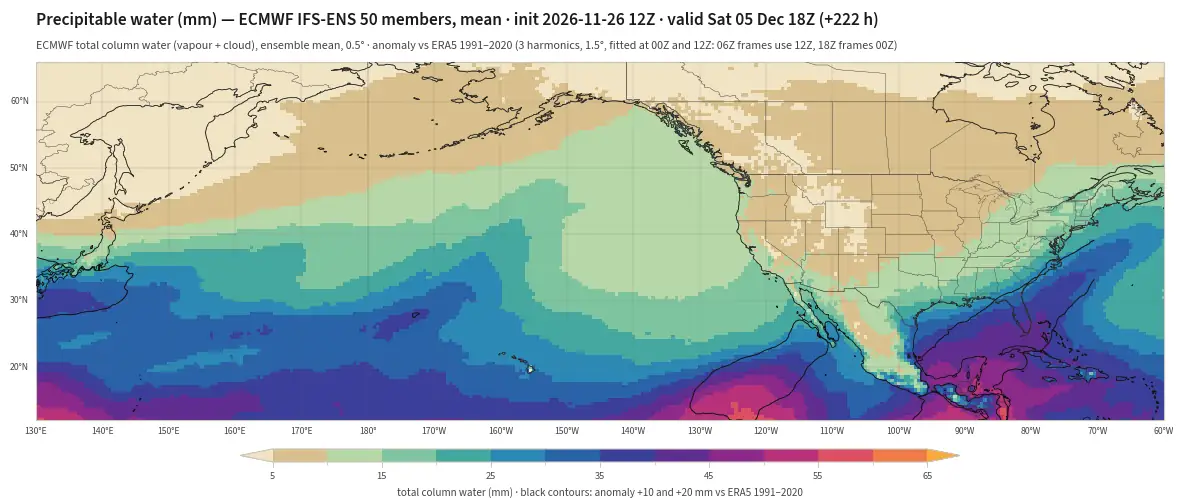 Precipitable water (mm) — ECMWF IFS-ENS 50 members, mean · init 2026-11-26 12Z · valid Sat 05 Dec 18Z (+222 h)
ECMWF total column water (vapour + cloud), ensemble mean, 0.5° · anomaly vs ERA5 1991–2020 (3 harmonics, 1.5°, fitted at 00Z and 12Z: 06Z frames use 12Z, 18Z frames 00Z)
60°N
50°N
40°N
30°N
20°N
130°E 140°E 150°E 160°E 170°E 180° 170°W 160°W 150°W 140°W 130°W 120°W 110°W 100°W 90°W 80°W 70°W 60°W
5 15 25 35 45 55 65
total column water (mm) · black contours: anomaly +10 and +20 mm vs ERA5 1991–2020